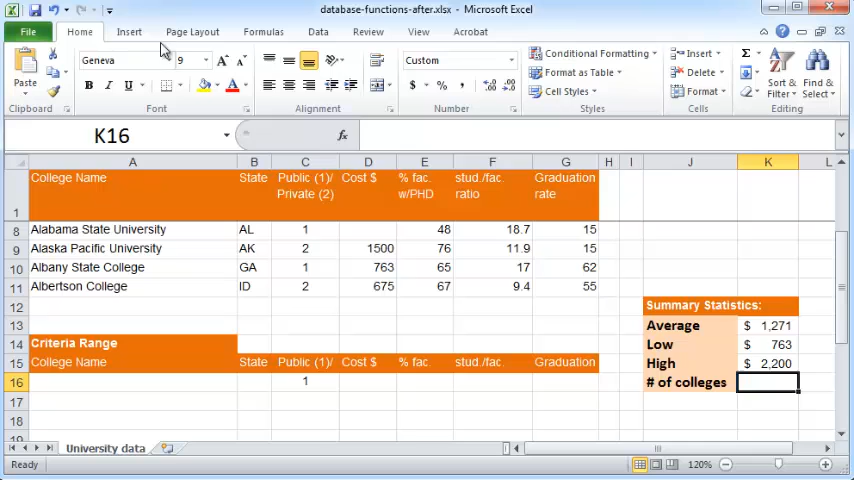 database-functions-after.xlsx - Microsoft Excel
File Home Insert Page Layout Formulas Data Review View Acrobat
Paste Geneva 9 A A Custom Conditional Formatting Insert Σ Sort & Filter Find & Select
B I U A $ % , Format as Table Delete
Cell Styles Format
Clipboard Font Alignment Number Styles Cells Editing
K16 fx
A B C D E F G H I J K L
1 College Name State Public (1)/ Private (2) Cost $ % fac. w/PHD stud./fac. ratio Graduation rate
8 Alabama State University AL 1 48 18.7 15
9 Alaska Pacific University AK 2 1500 76 11.9 15
10 Albany State College GA 1 763 65 17 62
11 Albertson College ID 2 675 67 9.4 55
12 Summary Statistics:
13 Average $ 1,271
14 Criteria Range Low $ 763
15 College Name State Public (1)/ Cost $ % fac. stud./fac. Graduation High $ 2,200
16 1 # of colleges
17
18
19
University data
Ready 120%